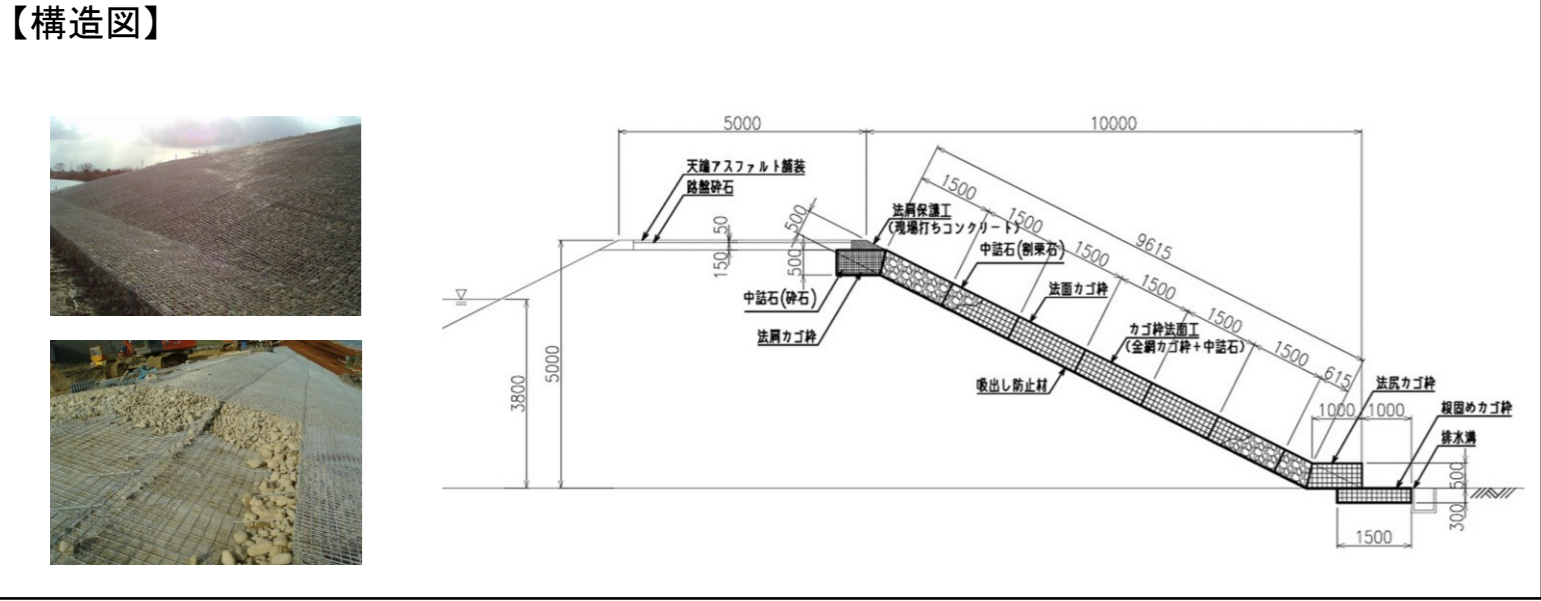 【構造図】
5000
10000
天端アスファルト舗装
路盤砕石
500
法肩保護工
(現場打ちコンクリート)
1500
1500
1500
1500
1500
1500
615
9615
中詰石(割栗石)
50
150
500
中詰石(砕石)
法肩カゴ枠
法面カゴ枠
カゴ枠法面工
(金網カゴ枠+中詰石)
吸出し防止材
3800
5000
法尻カゴ枠
1000
1000
根固めカゴ枠
排水溝
500
300
1500